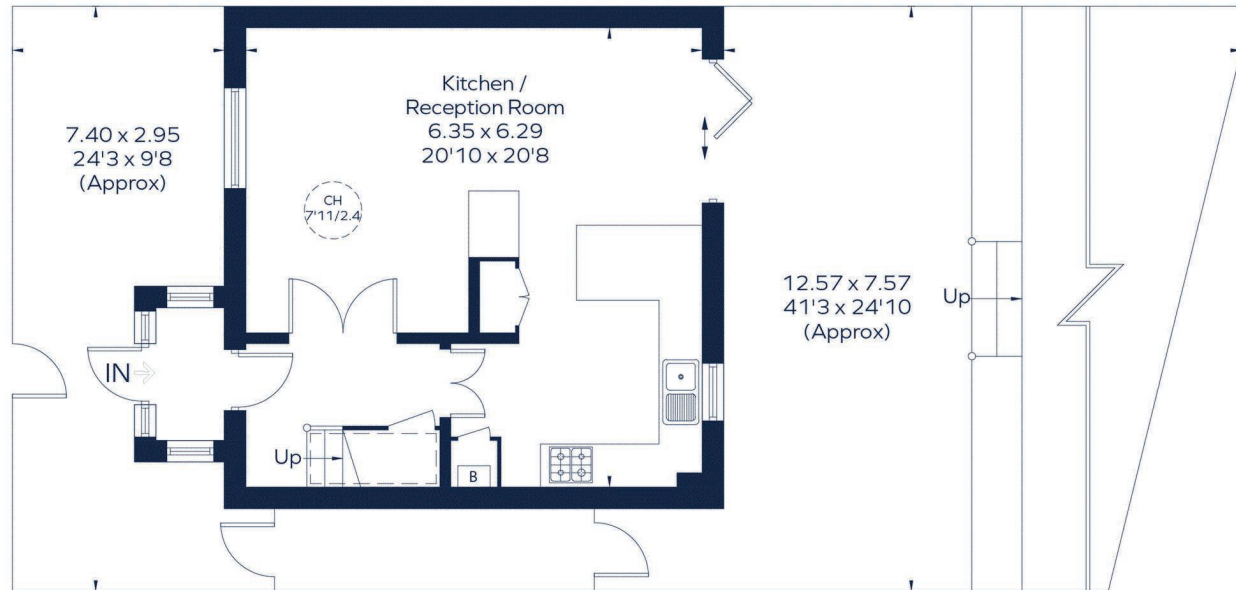 Kitchen /
Reception Room
6.35 x 6.29
20'10 x 20'8
7.40 x 2.95
24'3 x 9'8
(Approx)
CH
7'11/2.4
12.57 x 7.57
41'3 x 24'10
(Approx)
Up
IN
Up
B